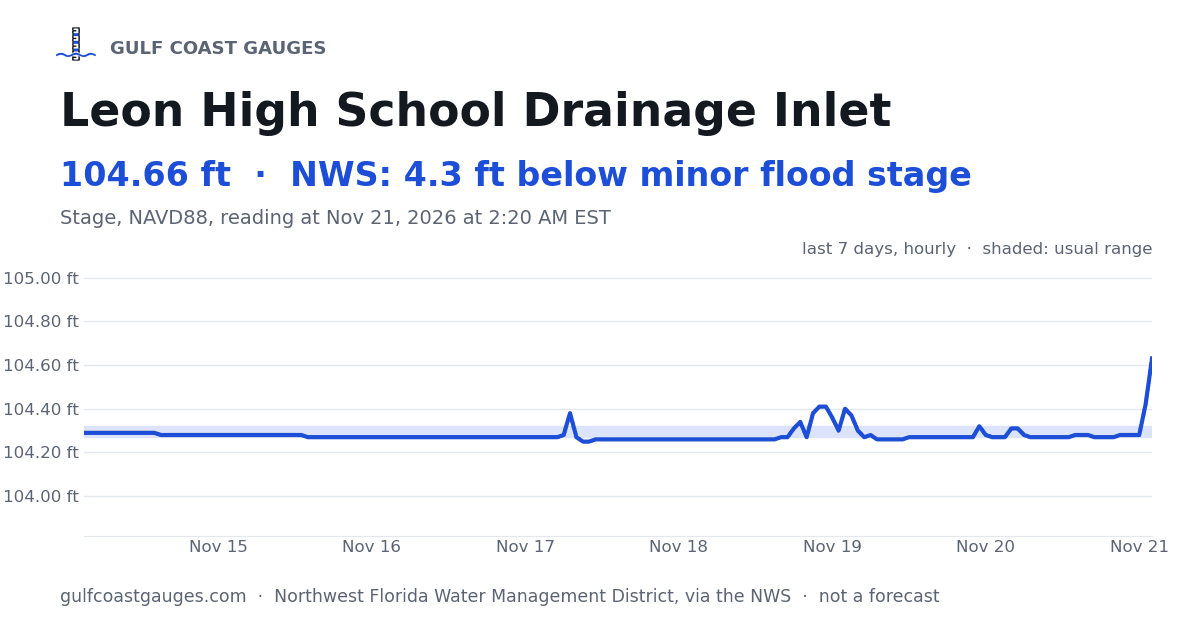 GULF COAST GAUGES
Leon High School Drainage Inlet
104.66 ft · NWS: 4.3 ft below minor flood stage
Stage, NAVD88, reading at Nov 21, 2026 at 2:20 AM EST
last 7 days, hourly · shaded: usual range
105.00 ft
104.80 ft
104.60 ft
104.40 ft
104.20 ft
104.00 ft
Nov 15 Nov 16 Nov 17 Nov 18 Nov 19 Nov 20 Nov 21
gulfcoastgauges.com · Northwest Florida Water Management District, via the NWS · not a forecast